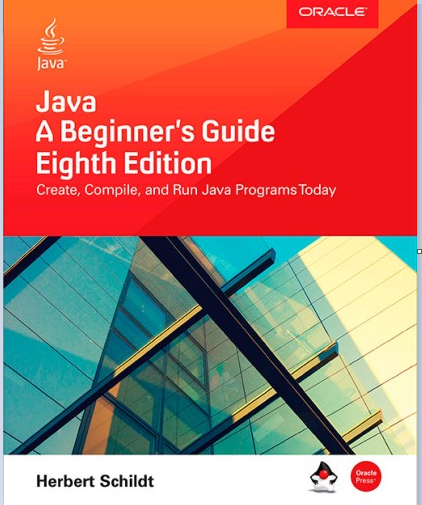 ORACLE
Java
Java
A Beginner's Guide
Eighth Edition
Create, Compile, and Run Java Programs Today
Herbert Schildt
Oracle
Press